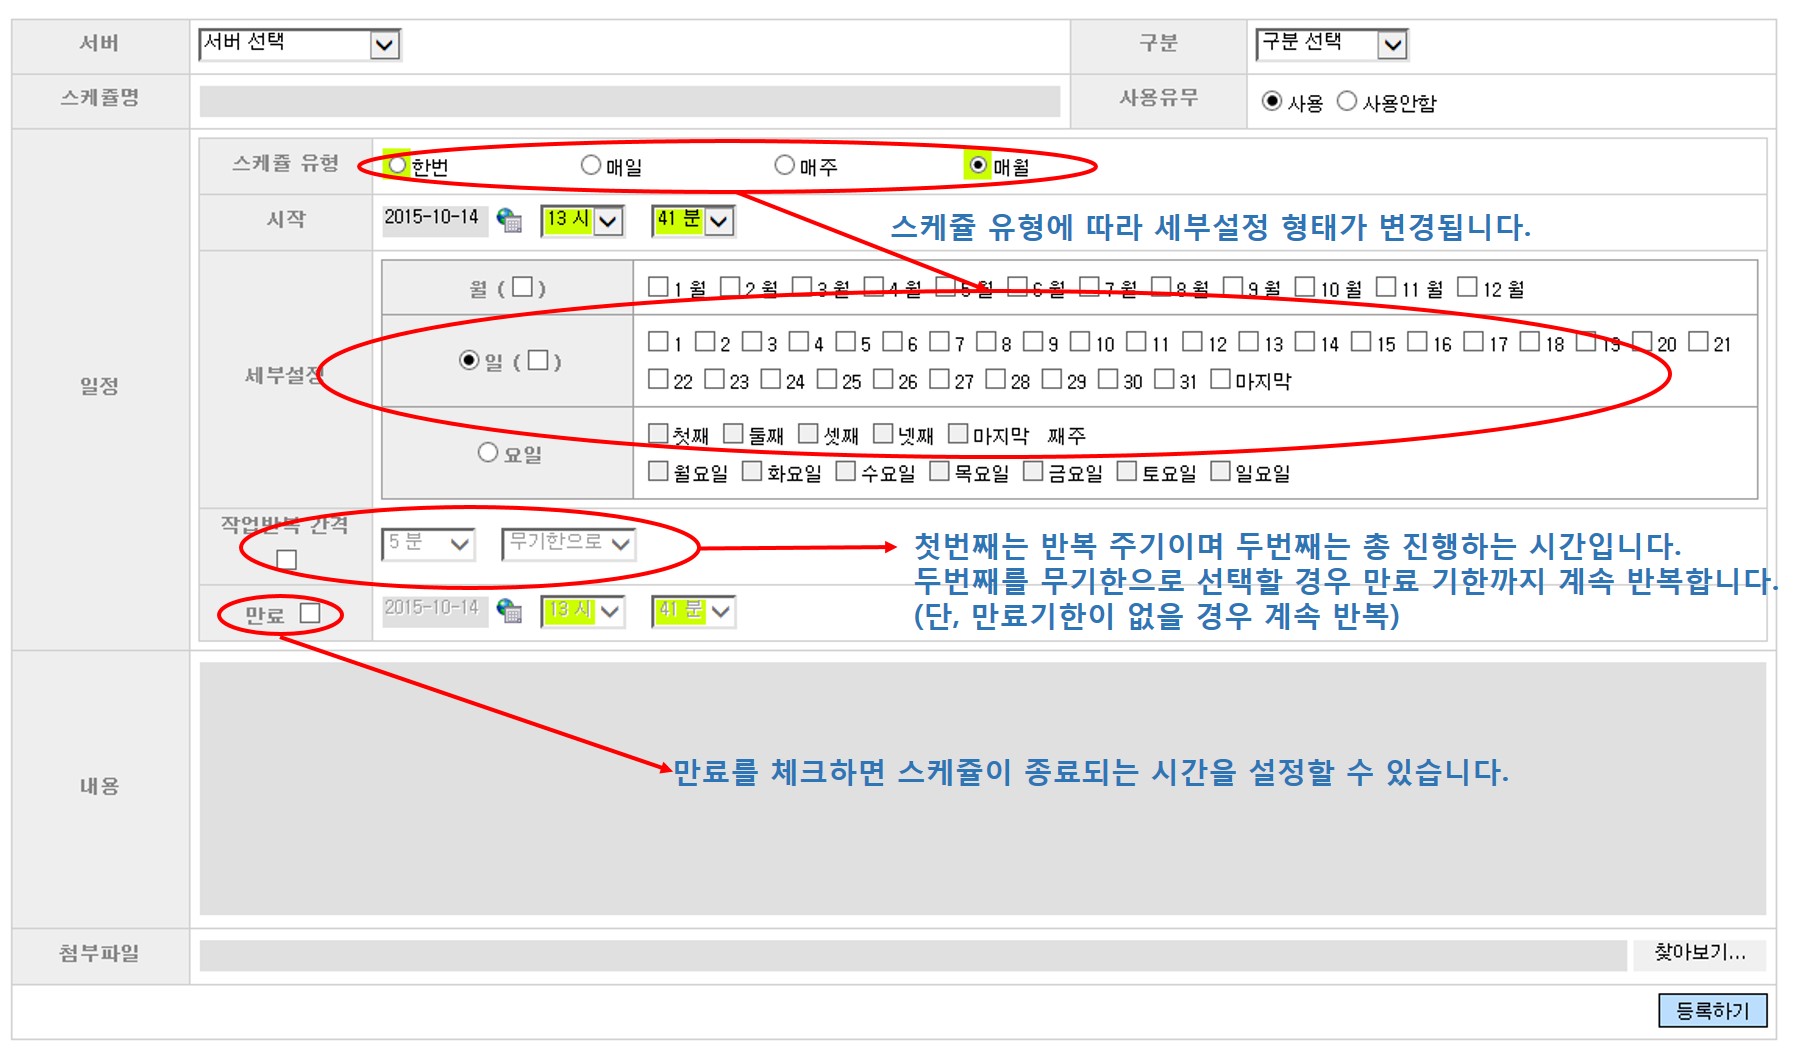 서버 서버 선택 구분 구분 선택
스케쥴명 사용유무 사용 사용안함
스케쥴 유형 한번 매일 매주 매월
시작 2015-10-14 13 시 41 분 스케쥴 유형에 따라 세부설정 형태가 변경됩니다.
월 ( ) 1 월 2 월 3 월 4 월 5 월 6 월 7 월 8 월 9 월 10 월 11 월 12 월
일정 세부설정 일 ( ) 1 2 3 4 5 6 7 8 9 10 11 12 13 14 15 16 17 18 19 20 21
22 23 24 25 26 27 28 29 30 31 마지막
요일 첫째 둘째 셋째 넷째 마지막 째주
월요일 화요일 수요일 목요일 금요일 토요일 일요일
작업반복 간격 5 분 무기한으로 첫번째는 반복 주기이며 두번째는 총 진행하는 시간입니다.
두번째를 무기한으로 선택할 경우 만료 기한까지 계속 반복합니다.
만료 2015-10-14 13 시 41 분 (단, 만료기한이 없을 경우 계속 반복)
내용 만료를 체크하면 스케쥴이 종료되는 시간을 설정할 수 있습니다.
첨부파일 찾아보기...
등록하기